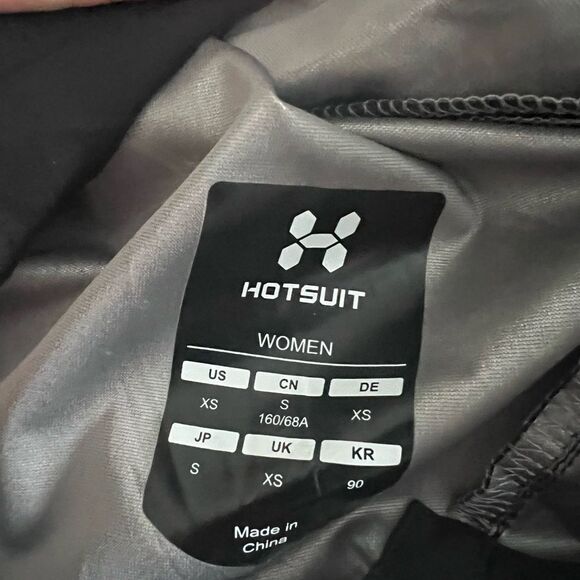 HOTSUIT
WOMEN
US CN DE
XS S XS
160/68A
JP UK KR
S XS 90
Made in
China